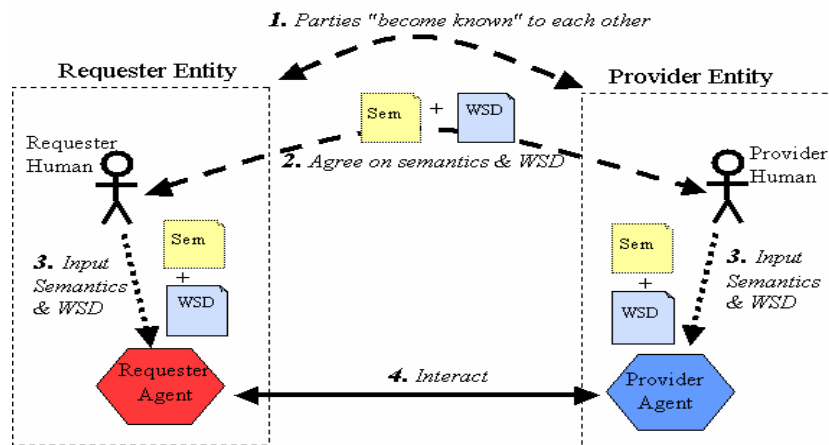 1. Parties "become known" to each other
Requester Entity
Provider Entity
Sem
+
WSD
Requester
Human
2. Agree on semantics & WSD
Provider
Human
3. Input
Semantics
& WSD
Sem
+
WSD
Sem
+
WSD
3. Input
Semantics
& WSD
Requester
Agent
4. Interact
Provider
Agent